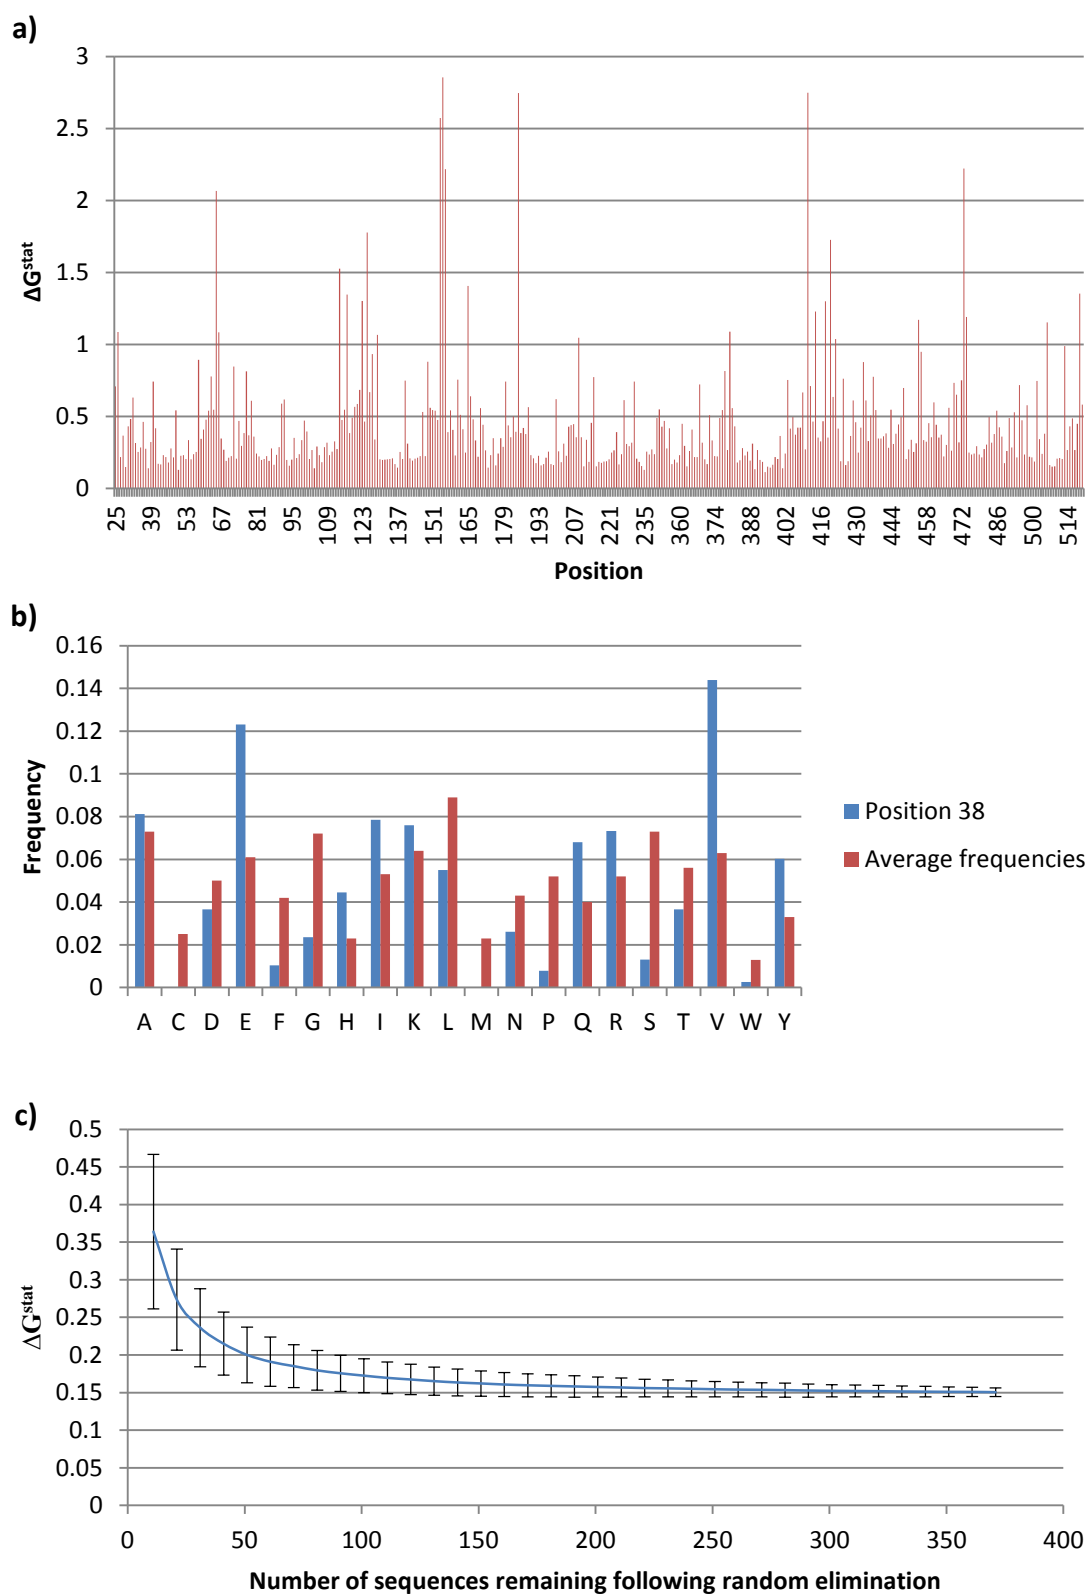 a)
3
2.5
2
1.5
1
0.5
0
ΔG^stat
25 39 53 67 81 95 109 123 137 151 165 179 193 207 221 235 346 360 374 388 402 416 430 444 458 472 486 500 514
Position
b)
0.16
0.14
0.12
0.1
0.08
0.06
0.04
0.02
0
Frequency
A C D E F G H I K L M N P Q R S T V W Y
Position 38
Average frequencies
c)
0.5
0.45
0.4
0.35
0.3
0.25
0.2
0.15
0.1
0.05
0
ΔG^stat
0 50 100 150 200 250 300 350 400
Number of sequences remaining following random elimination